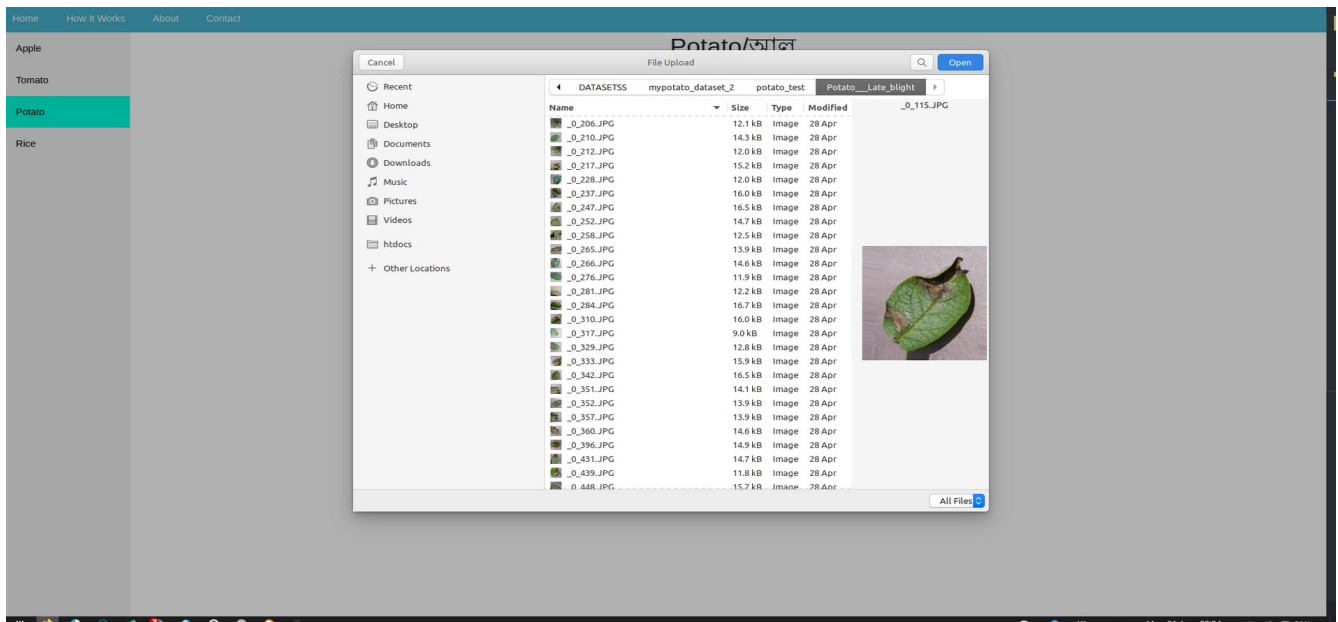 Home How It Works About Contact
Apple
Tomato
Potato
Rice
Potato/আলু
Cancel File Upload Open
Recent
Home
Desktop
Documents
Downloads
Music
Pictures
Videos
htdocs
+ Other Locations
DATASETSS mypotato_dataset_2 potato_test Potato___Late_blight
Name Size Type Modified
_0_206.JPG 12.1 kB Image 28 Apr
_0_210.JPG 14.3 kB Image 28 Apr
_0_212.JPG 12.0 kB Image 28 Apr
_0_217.JPG 15.2 kB Image 28 Apr
_0_228.JPG 12.0 kB Image 28 Apr
_0_237.JPG 16.0 kB Image 28 Apr
_0_247.JPG 16.5 kB Image 28 Apr
_0_252.JPG 14.7 kB Image 28 Apr
_0_258.JPG 12.5 kB Image 28 Apr
_0_265.JPG 13.9 kB Image 28 Apr
_0_266.JPG 14.6 kB Image 28 Apr
_0_276.JPG 11.9 kB Image 28 Apr
_0_281.JPG 12.2 kB Image 28 Apr
_0_284.JPG 16.7 kB Image 28 Apr
_0_310.JPG 16.0 kB Image 28 Apr
_0_317.JPG 9.0 kB Image 28 Apr
_0_329.JPG 12.8 kB Image 28 Apr
_0_333.JPG 15.9 kB Image 28 Apr
_0_342.JPG 16.5 kB Image 28 Apr
_0_351.JPG 14.1 kB Image 28 Apr
_0_352.JPG 13.9 kB Image 28 Apr
_0_357.JPG 13.9 kB Image 28 Apr
_0_360.JPG 14.6 kB Image 28 Apr
_0_396.JPG 14.9 kB Image 28 Apr
_0_431.JPG 14.7 kB Image 28 Apr
_0_439.JPG 11.8 kB Image 28 Apr
_0_448.JPG 15.7 kB Image 28 Apr
_0_115.JPG
All Files